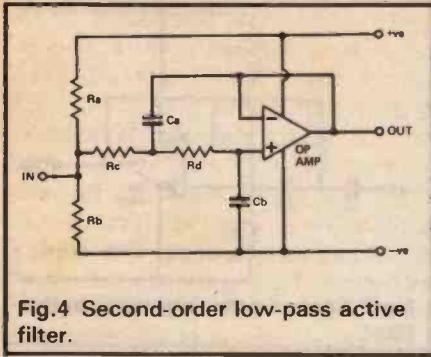 +ve
Ra
Ca
−
+
OP
AMP
OUT
Rc
Rd
IN
Rb
Cb
−ve
Fig.4 Second-order low-pass active
filter.